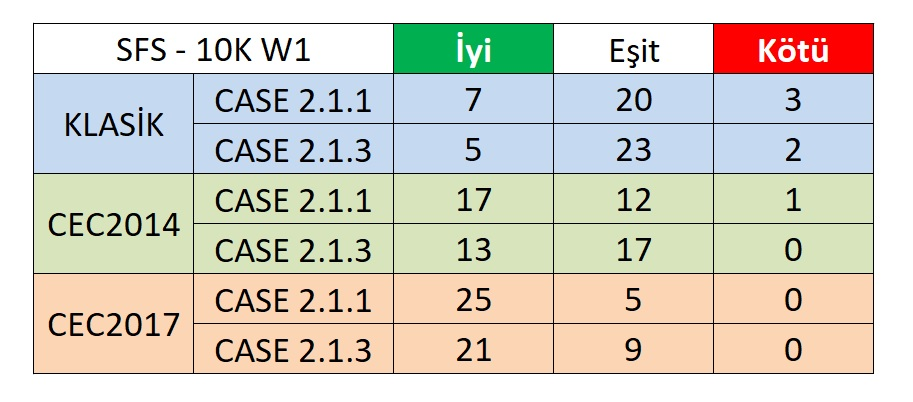 SFS - 10K W1 İyi Eşit Kötü
KLASİK CASE 2.1.1 7 20 3
CASE 2.1.3 5 23 2
CEC2014 CASE 2.1.1 17 12 1
CASE 2.1.3 13 17 0
CEC2017 CASE 2.1.1 25 5 0
CASE 2.1.3 21 9 0